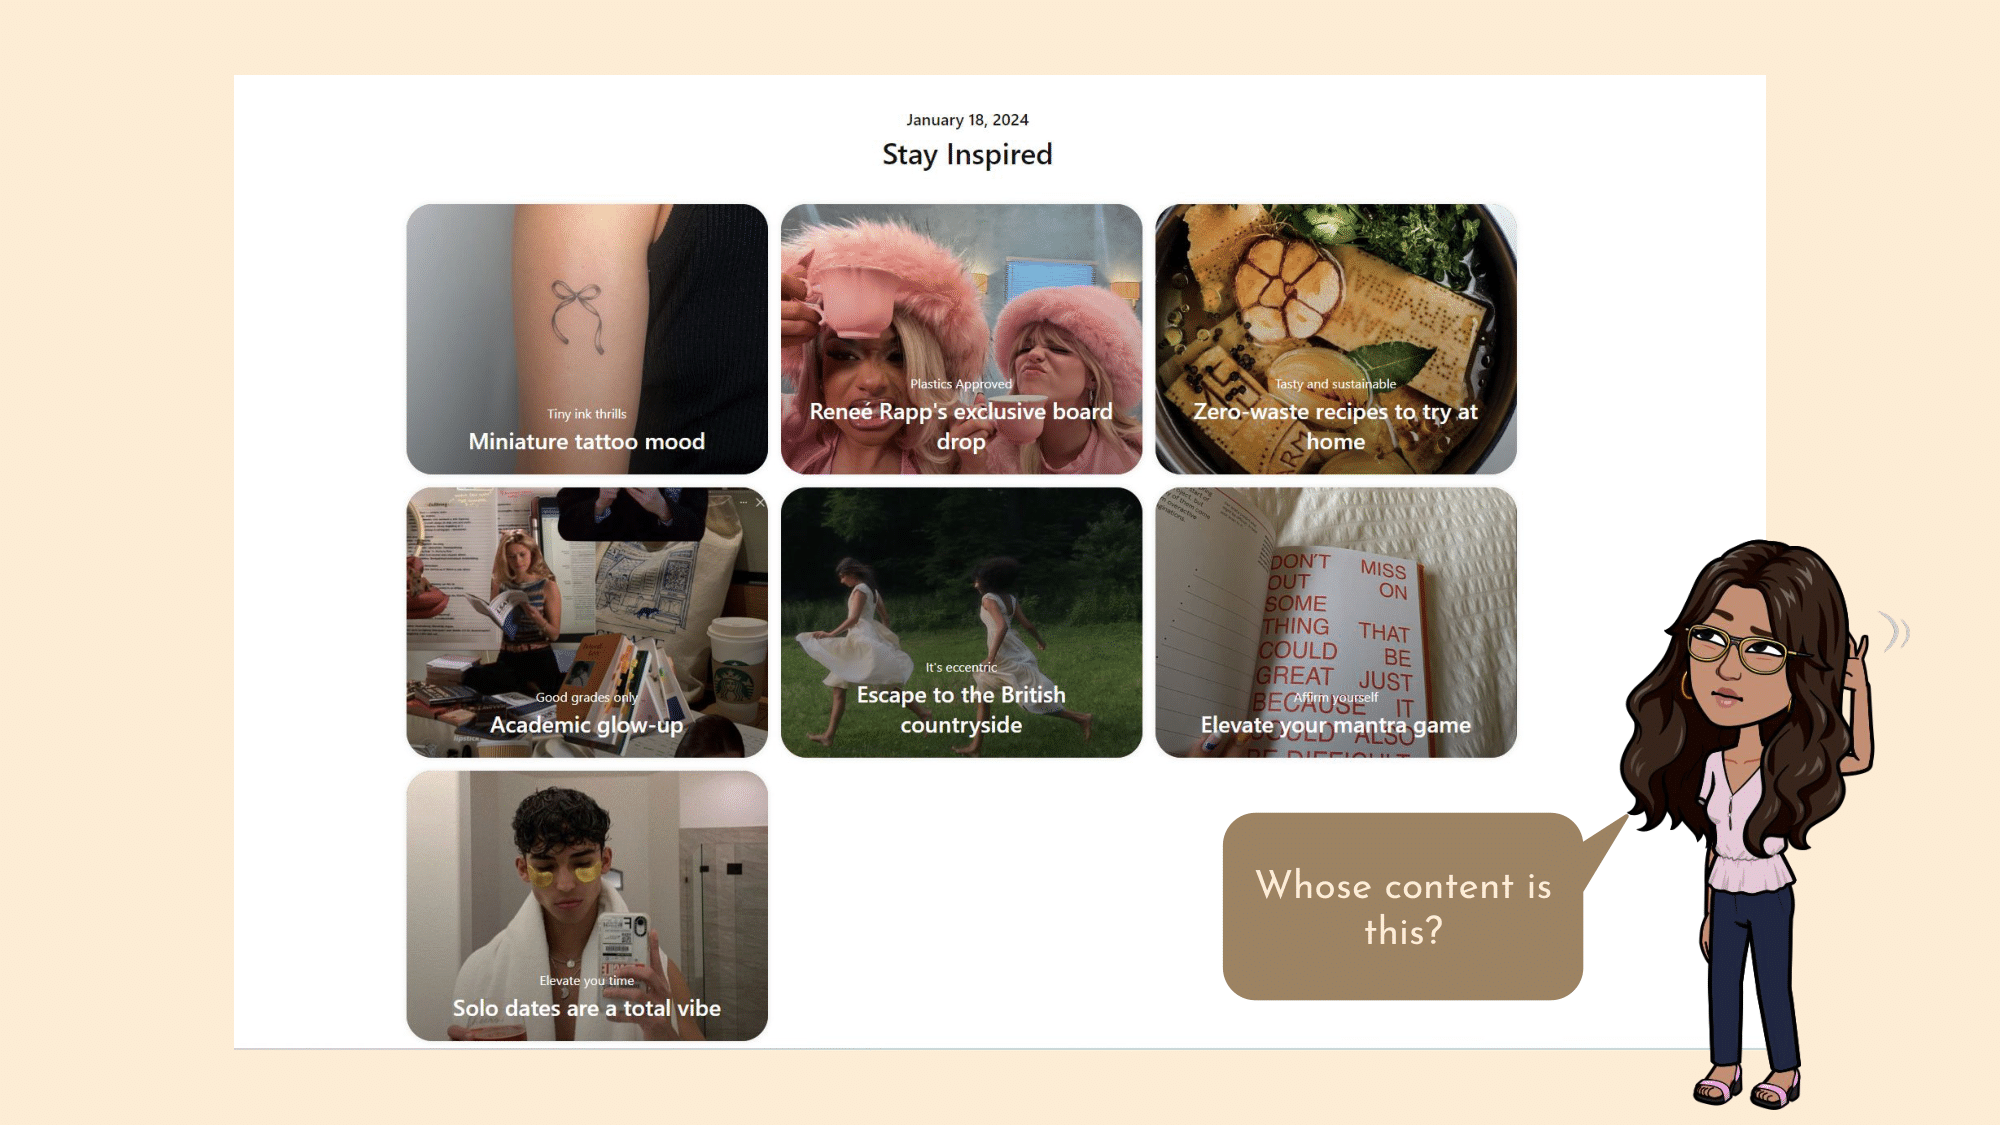 January 18, 2024
Stay Inspired
Tiny ink thrills
Miniature tattoo mood
Plastics Approved
Reneé Rapp's exclusive board
drop
Tasty and sustainable
Zero-waste recipes to try at
home
Good grades only
Academic glow-up
It's eccentric
Escape to the British
countryside
DON'T MISS
OUT ON
SOME
THING THAT
COULD BE
GREAT JUST
BECAUSE IT
COULD ALSO
BE DIFFICULT
Affirm yourself
Elevate your mantra game
Elevate you time
Solo dates are a total vibe
Whose content is
this?